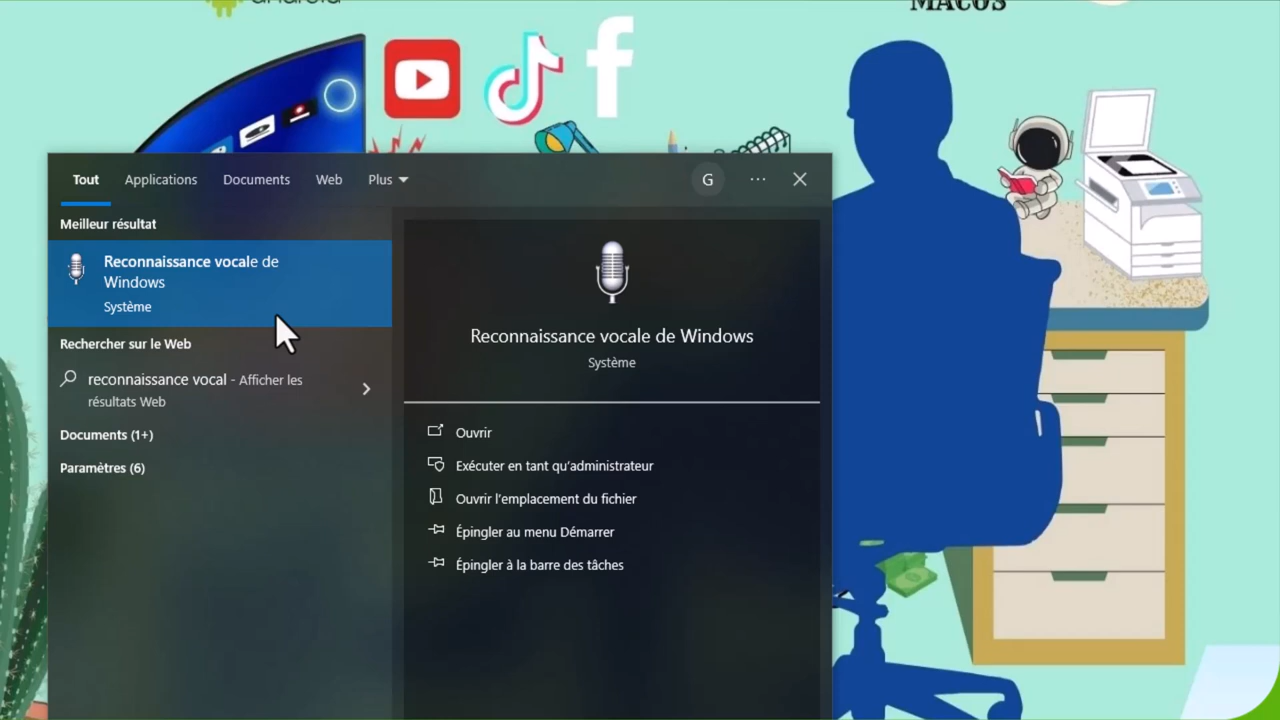 MACOS
Tout Applications Documents Web Plus G
Meilleur résultat
Reconnaissance vocale de
Windows
Système
Rechercher sur le Web
reconnaissance vocal - Afficher les
résultats Web
Documents (1+)
Paramètres (6)
Reconnaissance vocale de Windows
Système
Ouvrir
Exécuter en tant qu'administrateur
Ouvrir l'emplacement du fichier
Épingler au menu Démarrer
Épingler à la barre des tâches